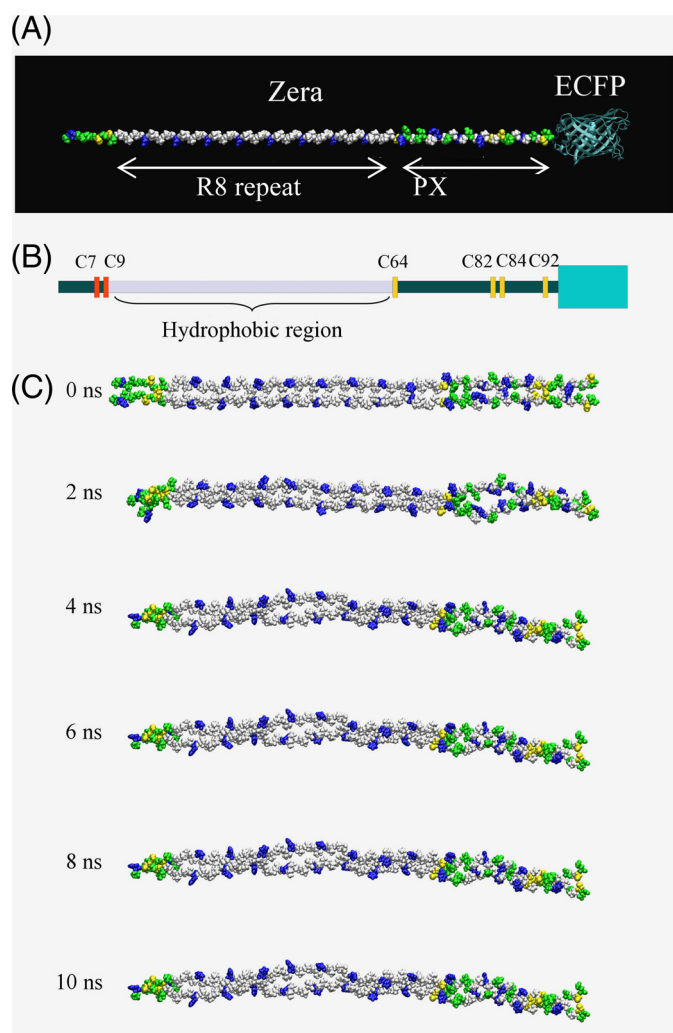 (A)
Zera
ECFP
R8 repeat
PX
(B)
C7
C9
C64
C82
C84
C92
Hydrophobic region
(C)
0 ns
2 ns
4 ns
6 ns
8 ns
10 ns